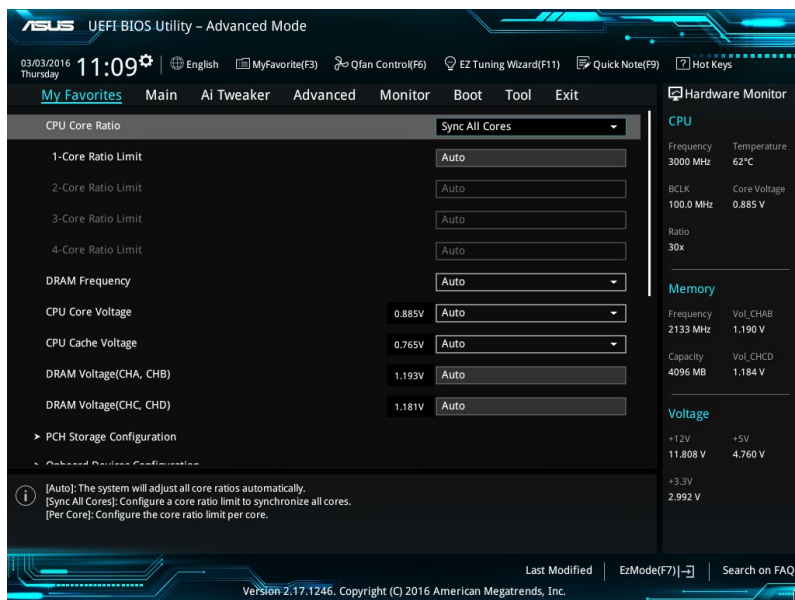 ASUS UEFI BIOS Utility – Advanced Mode
03/03/2016 Thursday 11:09 English MyFavorite(F3) Qfan Control(F6) EZ Tuning Wizard(F11) Quick Note(F9) ? Hot Keys
My Favorites Main Ai Tweaker Advanced Monitor Boot Tool Exit
CPU Core Ratio Sync All Cores
1-Core Ratio Limit Auto
2-Core Ratio Limit Auto
3-Core Ratio Limit Auto
4-Core Ratio Limit Auto
DRAM Frequency Auto
CPU Core Voltage 0.885V Auto
CPU Cache Voltage 0.765V Auto
DRAM Voltage(CHA, CHB) 1.193V Auto
DRAM Voltage(CHC, CHD) 1.181V Auto
> PCH Storage Configuration
> Onboard Devices Configuration
[Auto]: The system will adjust all core ratios automatically.
[Sync All Cores]: Configure a core ratio limit to synchronize all cores.
[Per Core]: Configure the core ratio limit per core.
Hardware Monitor
CPU
Frequency Temperature
3000 MHz 62°C
BCLK Core Voltage
100.0 MHz 0.885 V
Ratio
30x
Memory
Frequency Vol_CHAB
2133 MHz 1.190 V
Capacity Vol_CHCD
4096 MB 1.184 V
Voltage
+12V +5V
11.808 V 4.760 V
+3.3V
2.992 V
Last Modified EzMode(F7) Search on FAQ
Version 2.17.1246. Copyright (C) 2016 American Megatrends, Inc.